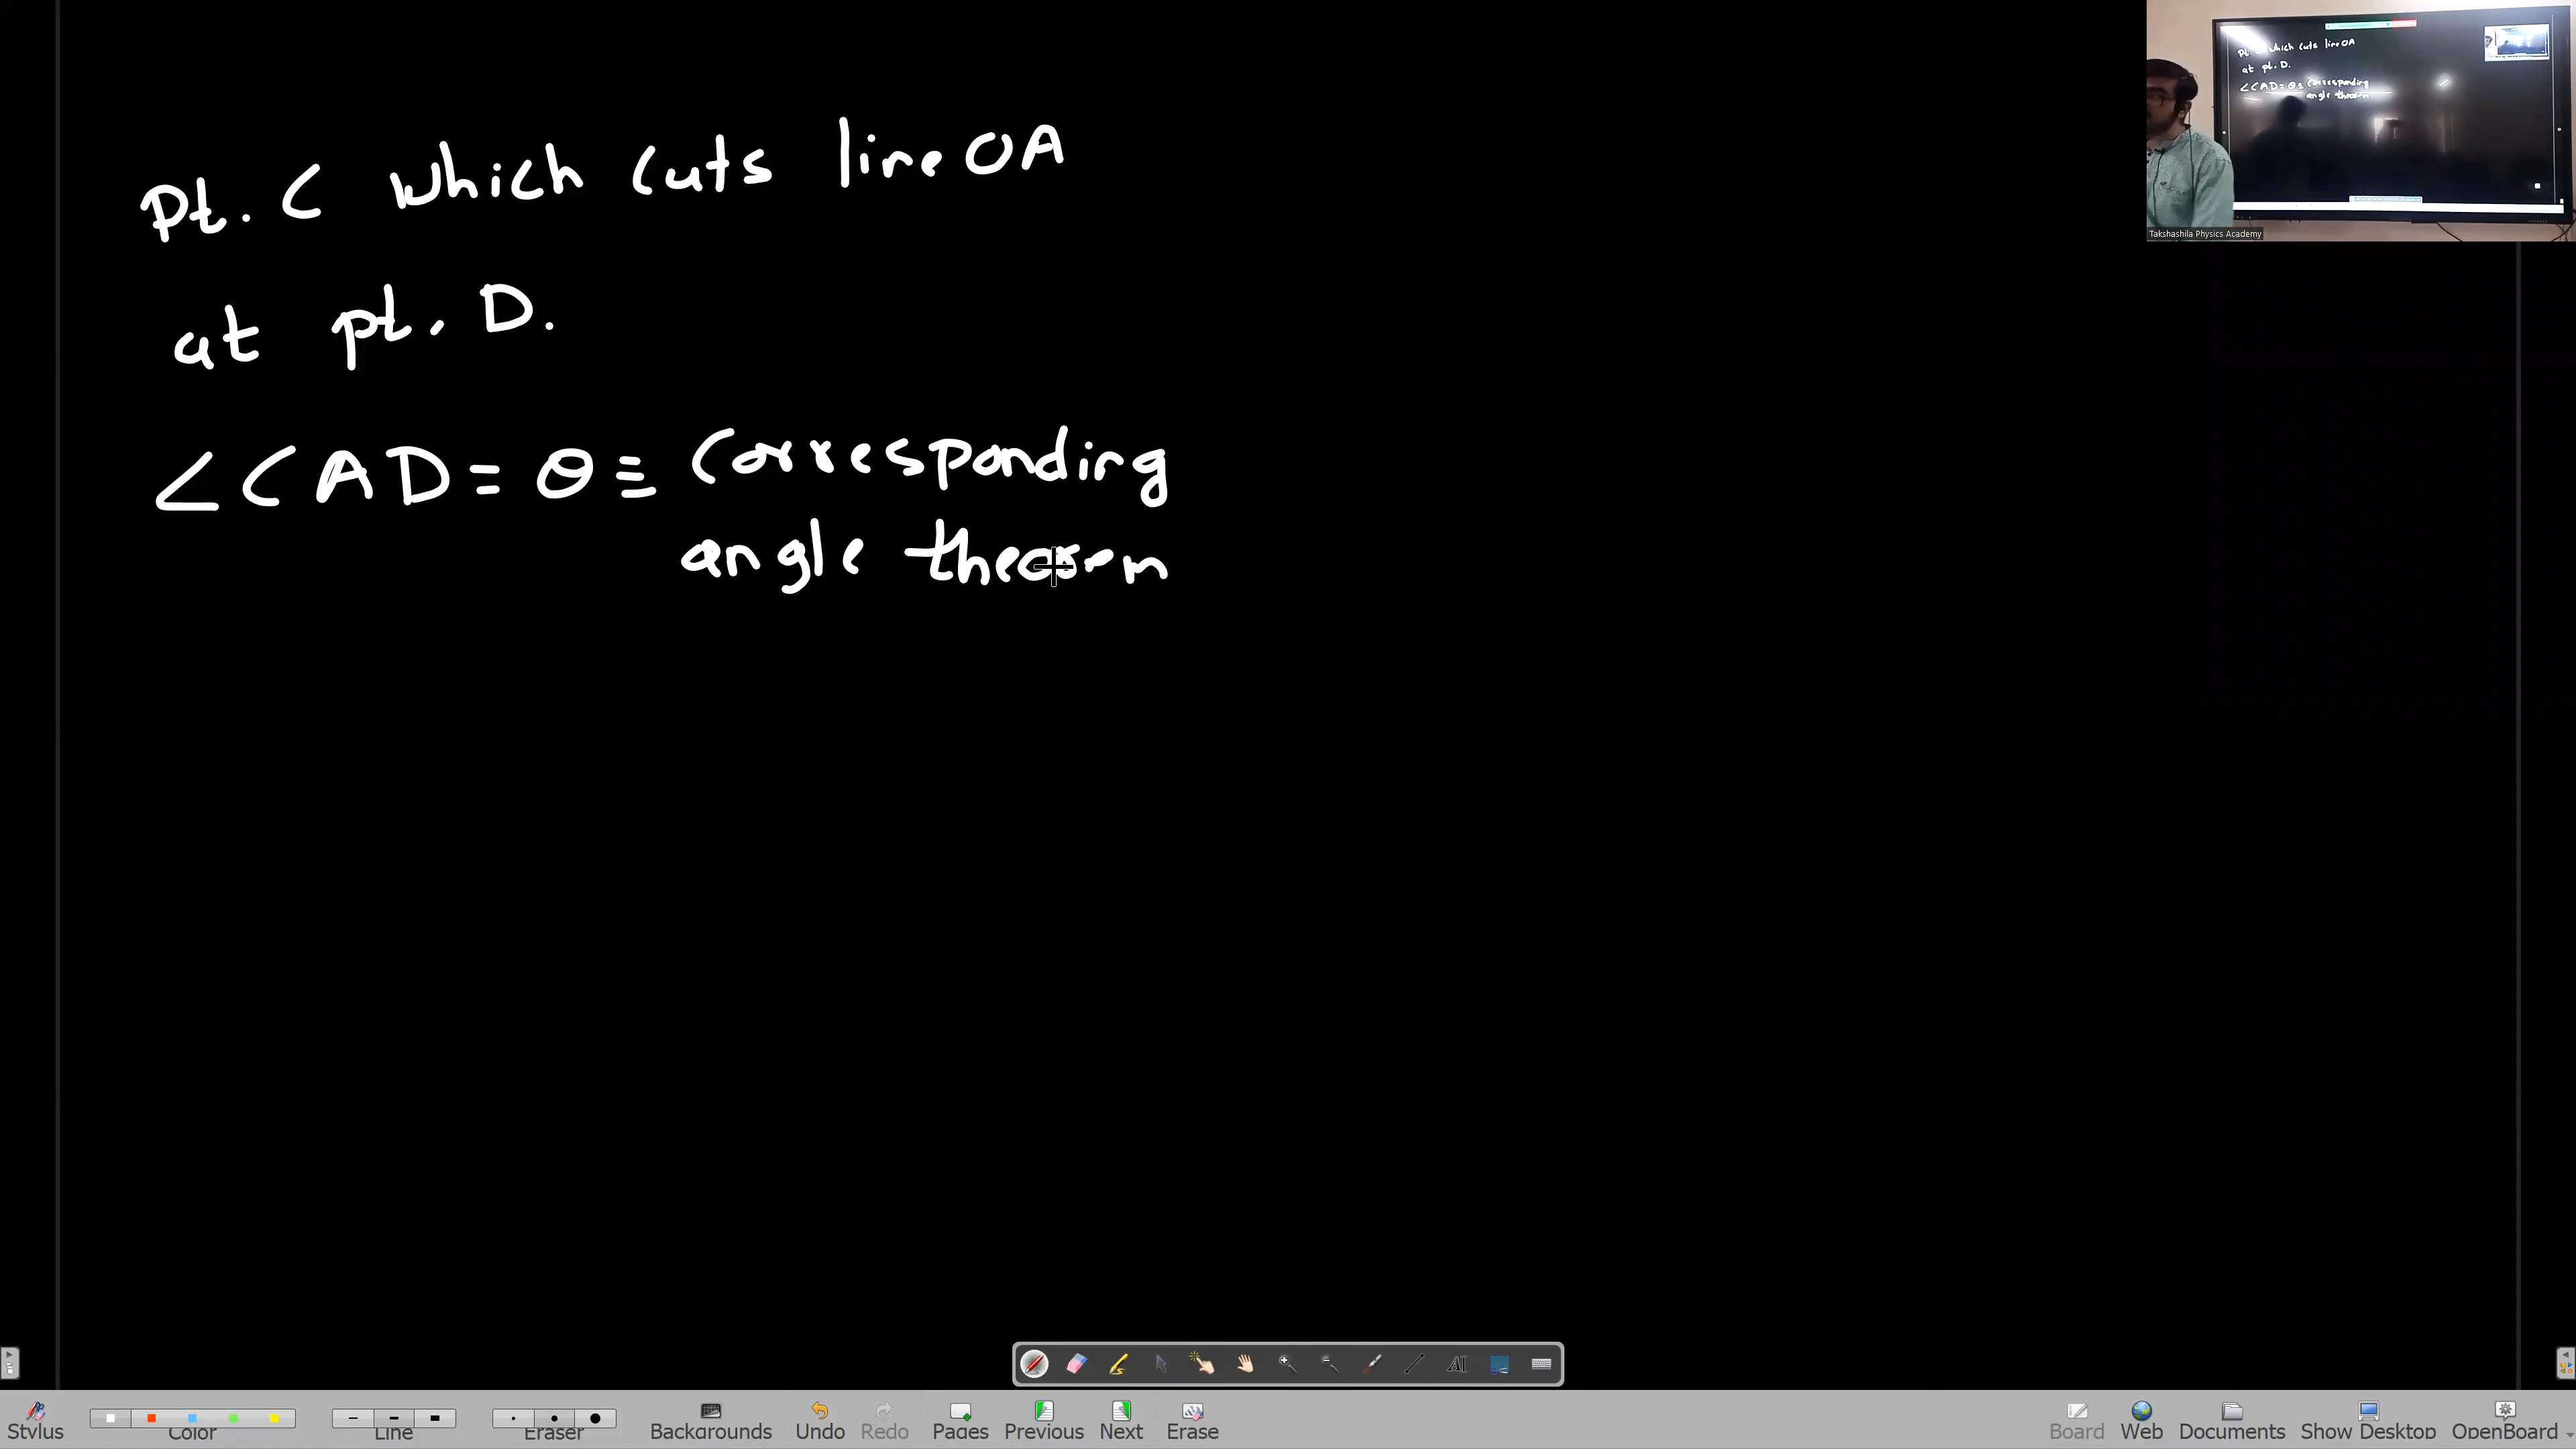 Pt. C which cuts line OA
at pt. D.
∠CAD = θ ≡ corresponding
angle theorem
Takshashila Physics Academy
Stylus
Color
Line
Eraser
Backgrounds
Undo
Redo
Pages
Previous
Next
Erase
Board
Web
Documents
Show Desktop
OpenBoard